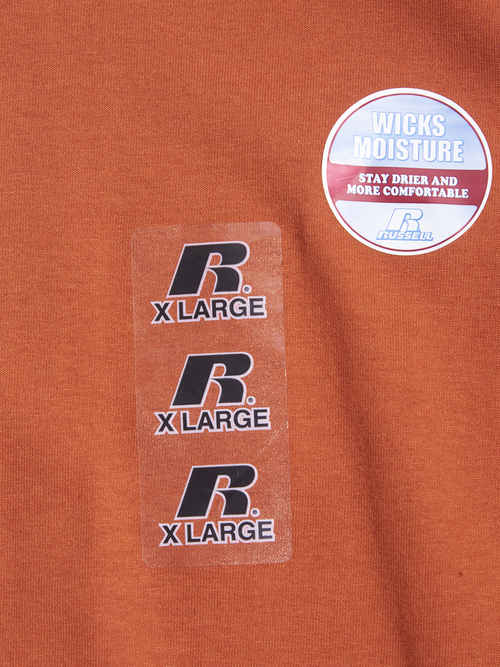 WICKS
MOISTURE
STAY DRIER AND
MORE COMFORTABLE
R
RUSSELL
R®
X LARGE
R®
X LARGE
R®
X LARGE